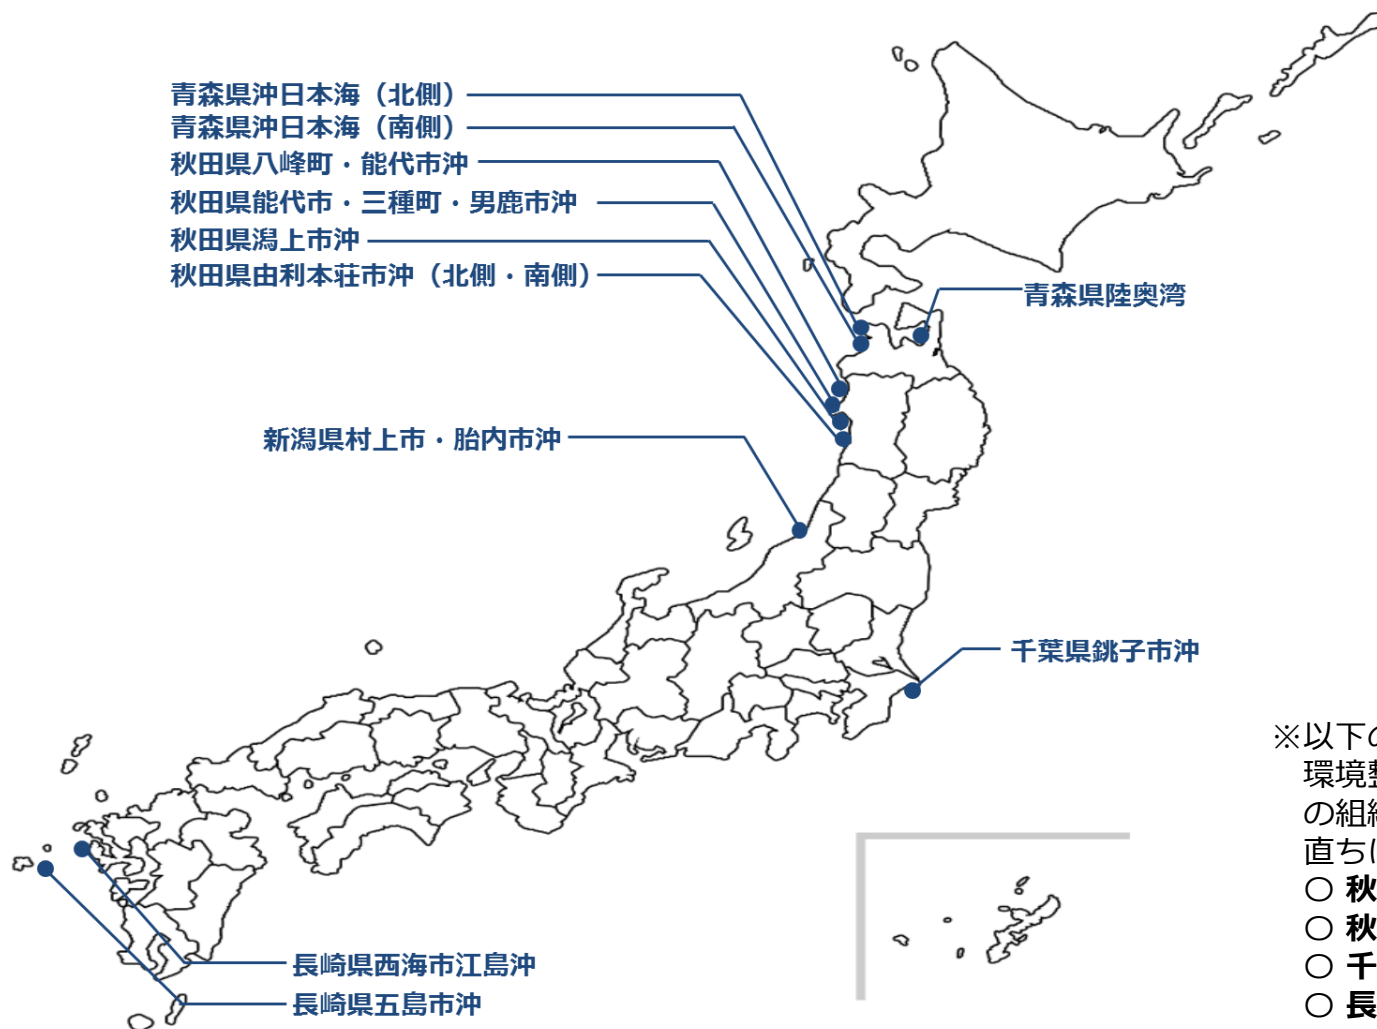 青森県沖日本海（北側）
青森県沖日本海（南側）
秋田県八峰町・能代市沖
秋田県能代市・三種町・男鹿市沖
秋田県潟上市沖
秋田県由利本荘市沖（北側・南側）
青森県陸奥湾
新潟県村上市・胎内市沖
千葉県銚子市沖
長崎県西海市江島沖
長崎県五島市沖
※以下
環境
の組
直ち
○ 秋
○ 秋
○ 千
○ 長